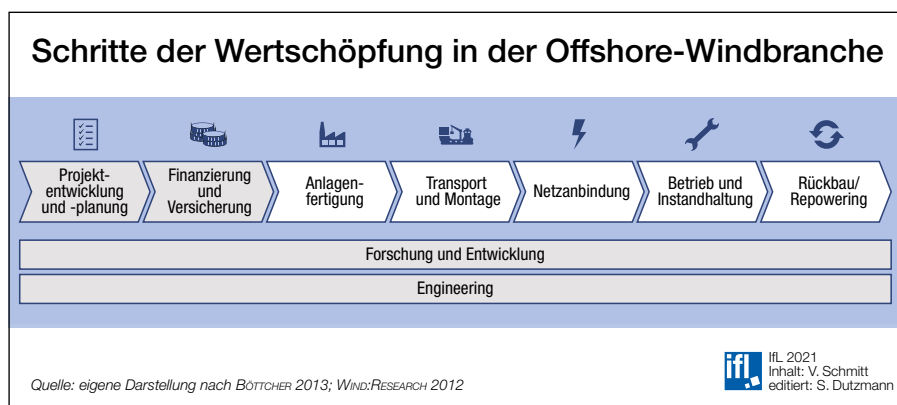 Schritte der Wertschöpfung in der Offshore-Windbranche
Projekt-
entwicklung
und -planung
Finanzierung
und
Versicherung
Anlagen-
fertigung
Transport
und Montage
Netzanbindung
Betrieb und
Instandhaltung
Rückbau/
Repowering
Forschung und Entwicklung
Engineering
Quelle: eigene Darstellung nach BÖTTCHER 2013; WIND:RESEARCH 2012
ifl
IfL 2021
Inhalt: V. Schmitt
editiert: S. Dutzmann